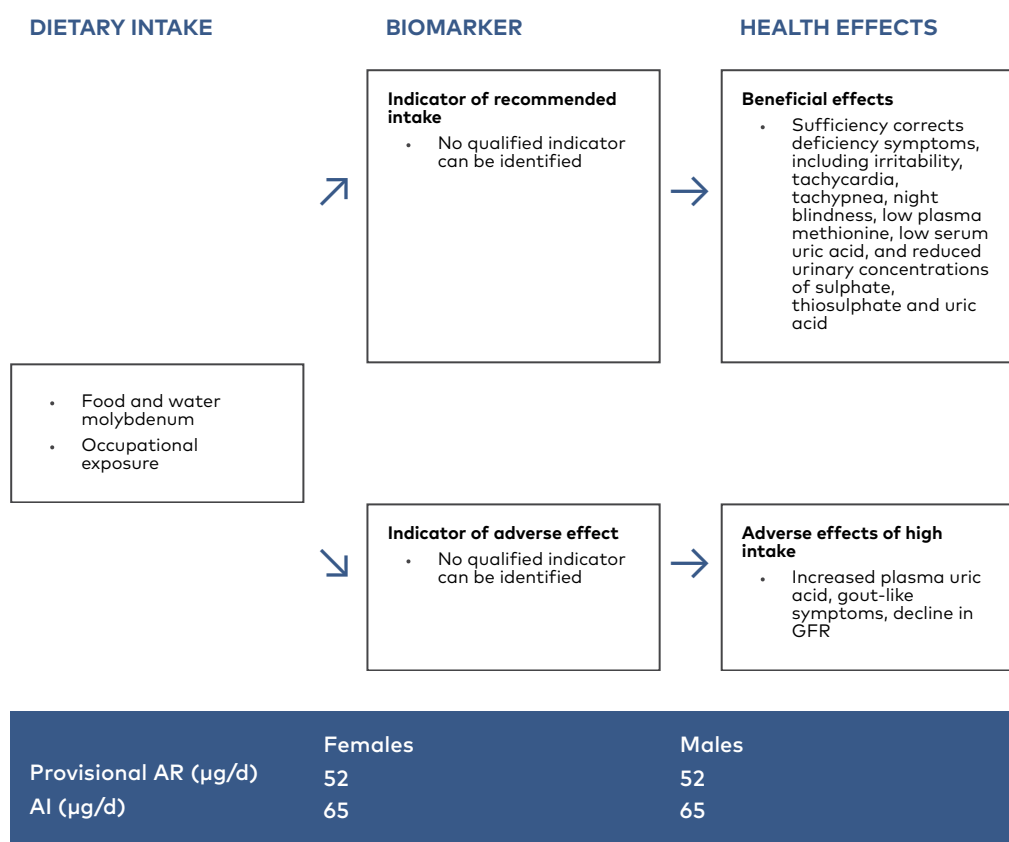 DIETARY INTAKE
BIOMARKER
HEALTH EFFECTS
Indicator of recommended
intake
• No qualified indicator
can be identified
Beneficial effects
• Sufficiency corrects
deficiency symptoms,
including irritability,
tachycardia,
tachypnea, night
blindness, low plasma
methionine, low serum
uric acid, and reduced
urinary concentrations
of sulphate,
thiosulphate and uric
acid
• Food and water
molybdenum
• Occupational
exposure
Indicator of adverse effect
• No qualified indicator
can be identified
Adverse effects of high
intake
• Increased plasma uric
acid, gout-like
symptoms, decline in
GFR
Females Males
Provisional AR (µg/d) 52 52
AI (µg/d) 65 65